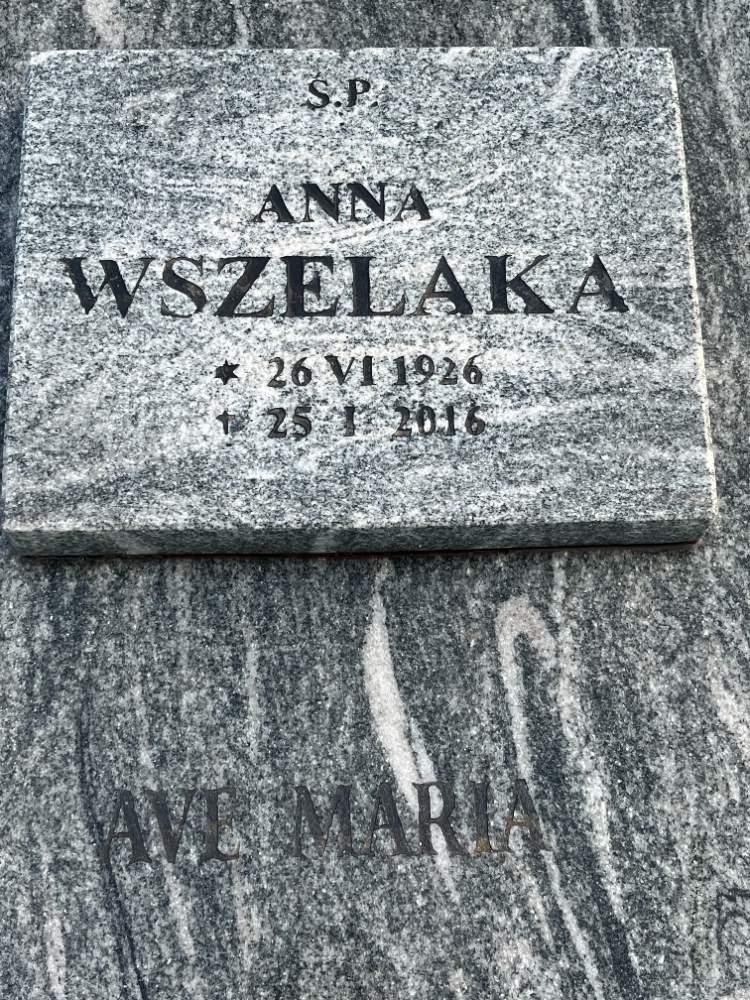 Ś.P.
ANNA
WSZELAKA
* 26 VI 1926
† 25 I 2016
AVE MARIA